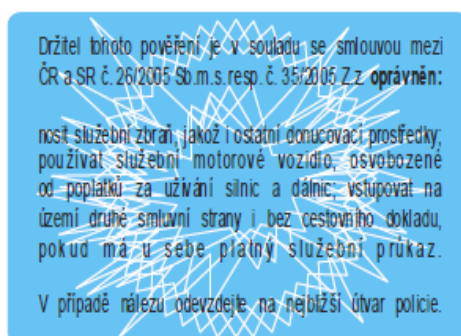 Držitel tohoto pověření je v souladu se smlouvou mezi
ČR a SR č. 26/2005 Sb.m.s. resp. č. 35/2005 Z.z. oprávněn:
nosit služební zbraň, jakož i ostatní donucovací prostředky;
používat služební motorové vozidlo, osvobozené
od poplatků za užívání silnic a dálnic; vstupovat na
území druhé smluvní strany i bez cestovního dokladu,
pokud má u sebe platný služební průkaz.
V případě nálezu odevzdejte na nejbližší útvar policie.